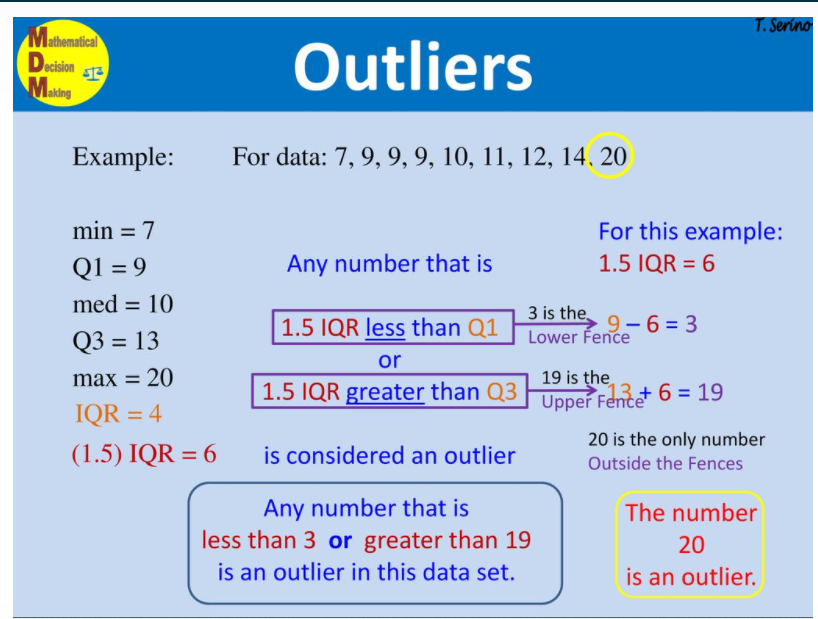 T. Serino
Mathematical
Decision
Making
Outliers
Example: For data: 7, 9, 9, 9, 10, 11, 12, 14, 20
min = 7
Q1 = 9
med = 10
Q3 = 13
max = 20
IQR = 4
(1.5) IQR = 6
Any number that is
1.5 IQR less than Q1
or
1.5 IQR greater than Q3
is considered an outlier
For this example:
1.5 IQR = 6
3 is the
Lower Fence
9 – 6 = 3
19 is the
Upper Fence
13 + 6 = 19
20 is the only number
Outside the Fences
Any number that is
less than 3 or greater than 19
is an outlier in this data set.
The number
20
is an outlier.